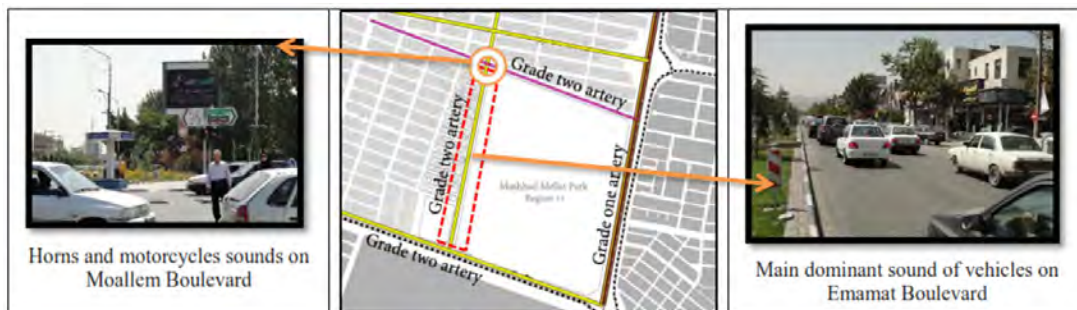 Horns and motorcycles sounds on
Moallem Boulevard
Grade two artery
Grade two artery
Grade two artery
Grade one artery
Mashhad Mellat Park
Region 11
Main dominant sound of vehicles on
Emamat Boulevard